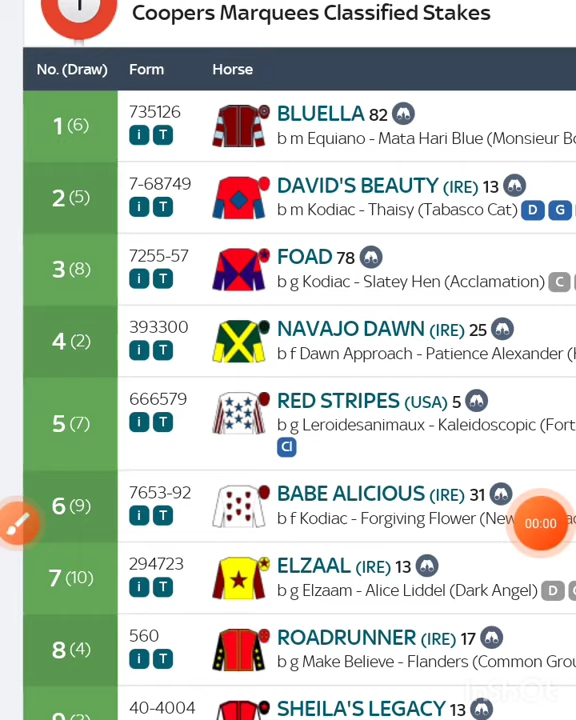 1
Coopers Marquees Classified Stakes
No. (Draw) Form Horse
1 (6) 735126 BLUELLA 82
i T b m Equiano - Mata Hari Blue (Monsieur Bo
2 (5) 7-68749 DAVID'S BEAUTY (IRE) 13
i T b m Kodiac - Thaisy (Tabasco Cat) D G
3 (8) 7255-57 FOAD 78
i T b g Kodiac - Slatey Hen (Acclamation) C
4 (2) 393300 NAVAJO DAWN (IRE) 25
i T b f Dawn Approach - Patience Alexander (
5 (7) 666579 RED STRIPES (USA) 5
i T b g Leroidesanimaux - Kaleidoscopic (Fort
CI
6 (9) 7653-92 BABE ALICIOUS (IRE) 31
i T b f Kodiac - Forgiving Flower (New
00:00
7 (10) 294723 ELZAAL (IRE) 13
i T b g Elzaam - Alice Liddel (Dark Angel) D
8 (4) 560 ROADRUNNER (IRE) 17
i T b g Make Believe - Flanders (Common Grou
InShot
40-4004 SHEILA'S LEGACY 13